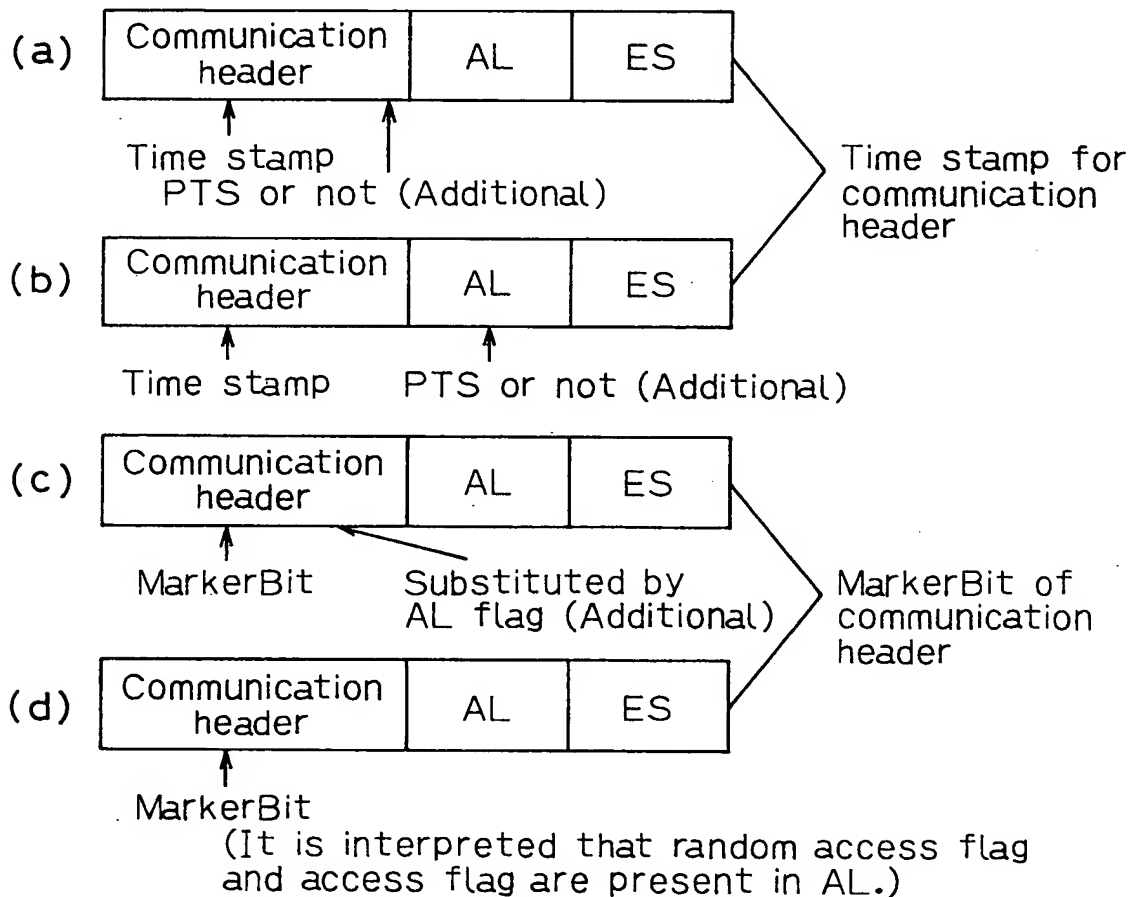 (a)
Communication
header
AL
ES
Time stamp
PTS or not (Additional)
Time stamp for
communication
header
(b)
Communication
header
AL
ES
Time stamp
PTS or not (Additional)
(c)
Communication
header
AL
ES
MarkerBit
Substituted by
AL flag (Additional)
MarkerBit of
communication
header
(d)
Communication
header
AL
ES
MarkerBit
(It is interpreted that random access flag
and access flag are present in AL.)